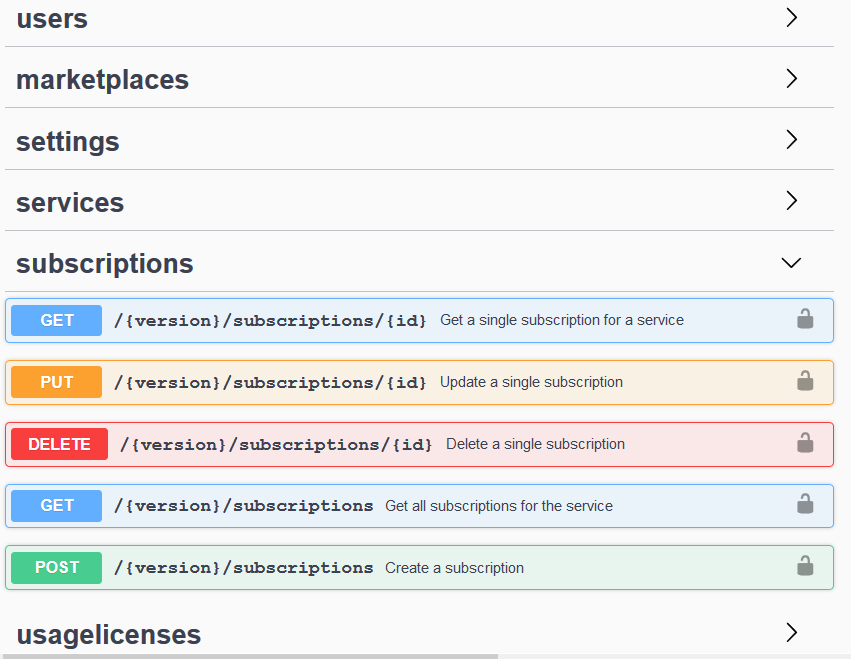 users
marketplaces
settings
services
subscriptions
GET /{version}/subscriptions/{id} Get a single subscription for a service
PUT /{version}/subscriptions/{id} Update a single subscription
DELETE /{version}/subscriptions/{id} Delete a single subscription
GET /{version}/subscriptions Get all subscriptions for the service
POST /{version}/subscriptions Create a subscription
usagelicenses